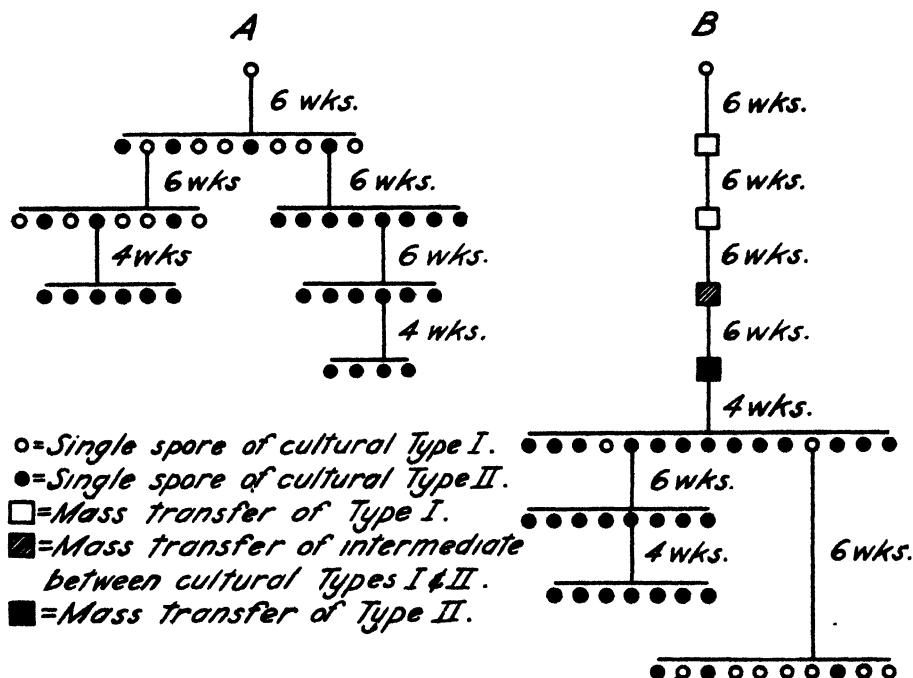 A
B
6 wks.
6 wks.
6 wks
6 wks.
6 wks.
4 wks
6 wks.
6 wks.
4 wks.
6 wks.
4 wks.
6 wks.
4 wks.
6 wks.
o=Single spore of cultural Type I.
●=Single spore of cultural Type II.
□=Mass transfer of Type I.
▨=Mass transfer of intermediate
between cultural Types I & II.
■=Mass transfer of Type II.